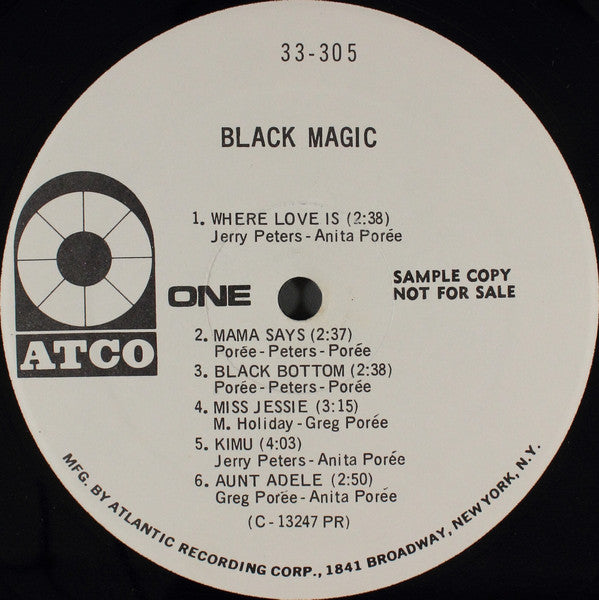 33-305
BLACK MAGIC
1. WHERE LOVE IS (2:38)
Jerry Peters - Anita Porée
ATCO
ONE
SAMPLE COPY
NOT FOR SALE
2. MAMA SAYS (2:37)
Porée - Peters - Porée
3. BLACK BOTTOM (2:38)
Porée - Peters - Porée
4. MISS JESSIE (3:15)
M. Holiday - Greg Porée
5. KIMU (4:03)
Jerry Peters - Anita Porée
6. AUNT ADELE (2:50)
Greg Porée - Anita Porée
(C - 13247 PR)
MFG. BY ATLANTIC RECORDING CORP., 1841 BROADWAY, NEW YORK, N.Y.